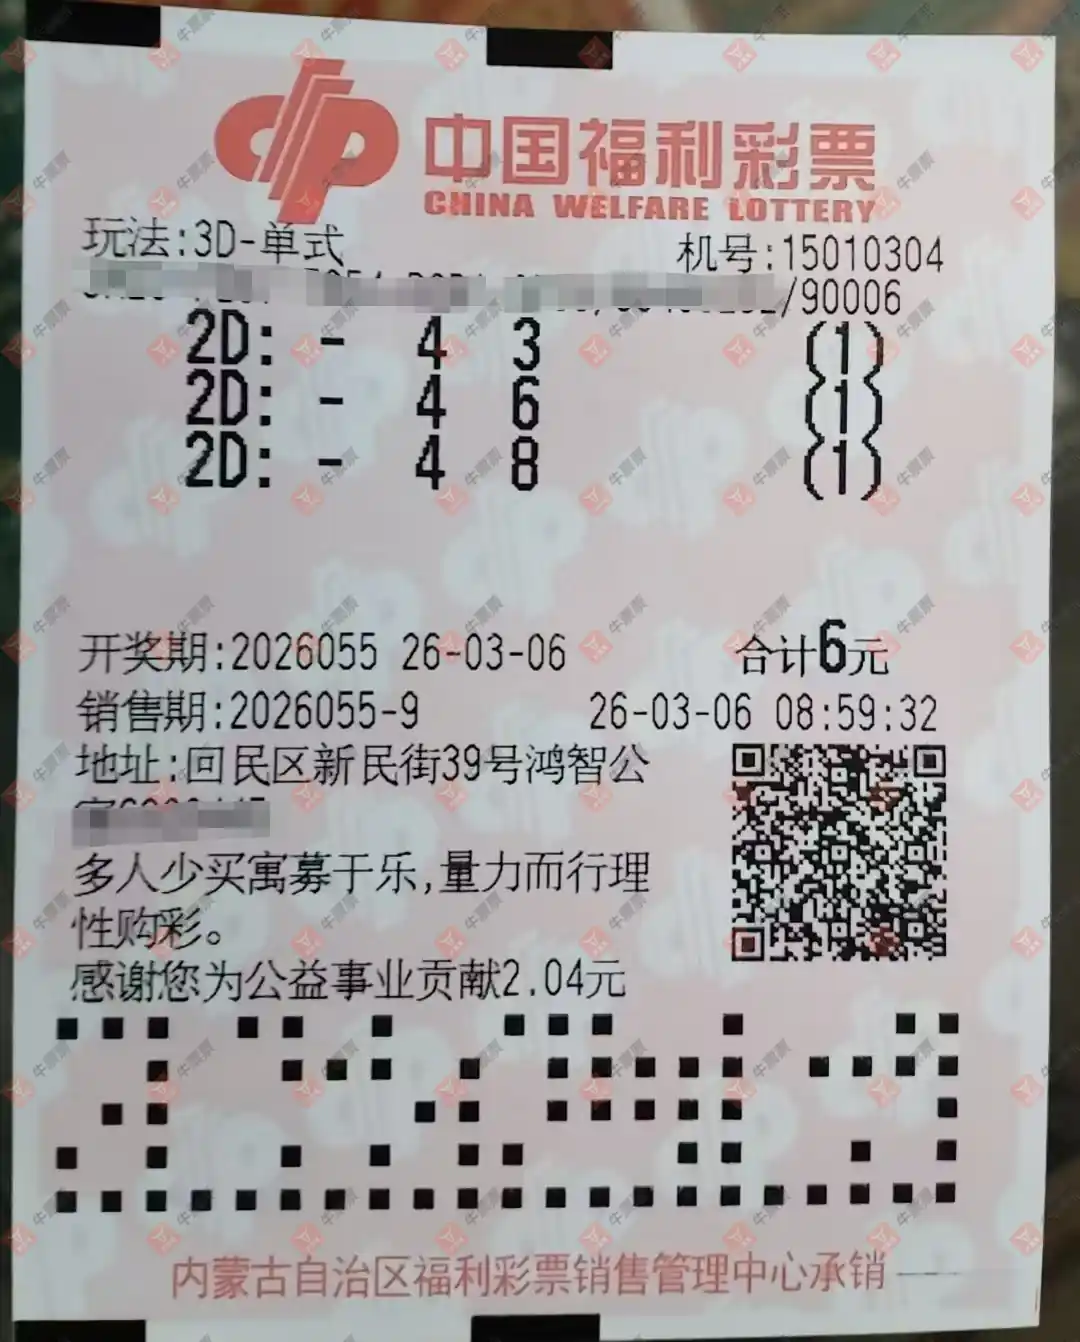 中国福利彩票
CHINA WELFARE LOTTERY
玩法:3D-单式 机号:15010304
/90006
2D: - 4 3 (1)
2D: - 4 6 (1)
2D: - 4 8 (1)
开奖期:2026055 26-03-06 合计6元
销售期:2026055-9 26-03-06 08:59:32
地址:回民区新民街39号鸿智公
多人少买寓募于乐,量力而行理
性购彩。
感谢您为公益事业贡献2.04元
内蒙古自治区福利彩票销售管理中心承销